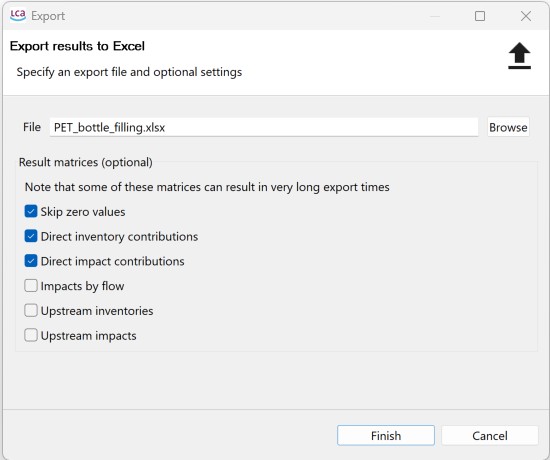 LCA Export
Export results to Excel
Specify an export file and optional settings
File PET_bottle_filling.xlsx Browse
Result matrices (optional)
Note that some of these matrices can result in very long export times
Skip zero values
Direct inventory contributions
Direct impact contributions
Impacts by flow
Upstream inventories
Upstream impacts
Finish Cancel